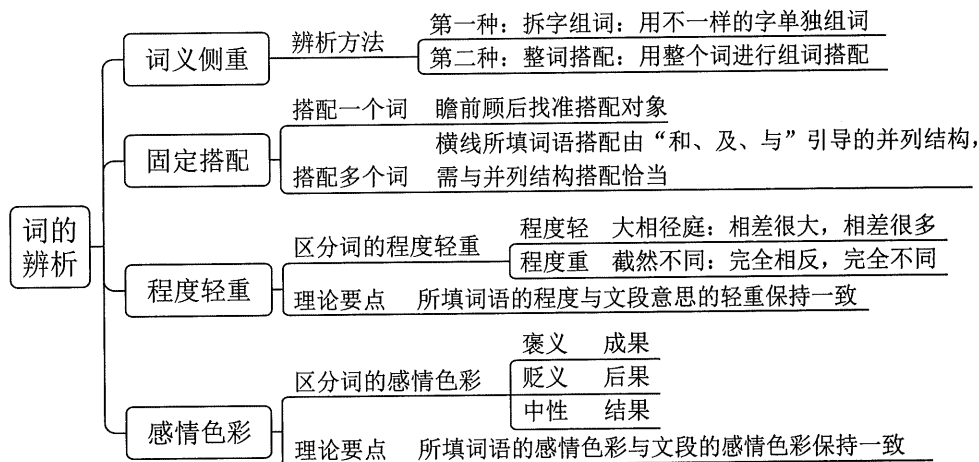 词的
辨析
词义侧重
辨析方法
第一种：拆字组词：用不一样的字单独组词
第二种：整词搭配：用整个词进行组词搭配
固定搭配
搭配一个词 瞻前顾后找准搭配对象
搭配多个词 横线所填词语搭配由“和、及、与”引导的并列结构，
需与并列结构搭配恰当
程度轻重
区分词的程度轻重
程度轻 大相径庭：相差很大，相差很多
程度重 截然不同：完全相反，完全不同
理论要点 所填词语的程度与文段意思的轻重保持一致
感情色彩
区分词的感情色彩
褒义 成果
贬义 后果
中性 结果
理论要点 所填词语的感情色彩与文段的感情色彩保持一致